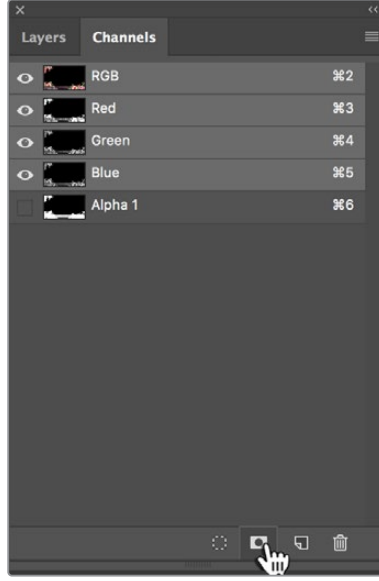 Layers Channels
RGB ⌘2
Red ⌘3
Green ⌘4
Blue ⌘5
Alpha 1 ⌘6